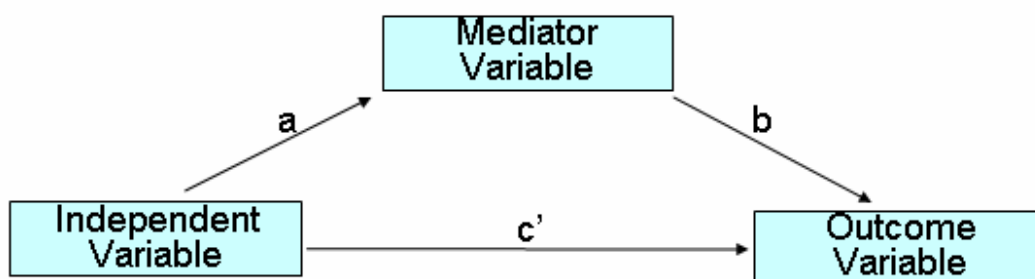 Mediator
Variable
a
b
Independent
Variable
c’
Outcome
Variable